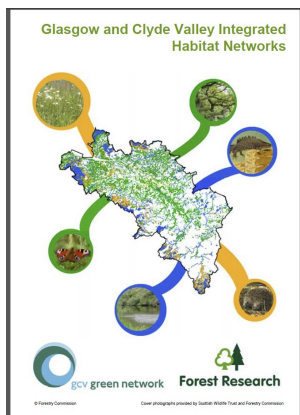 Glasgow and Clyde Valley Integrated
Habitat Networks
gcv green network
Forest Research
© Forestry Commission
Cover photographs provided by Scottish Wildlife Trust and Forestry Commission